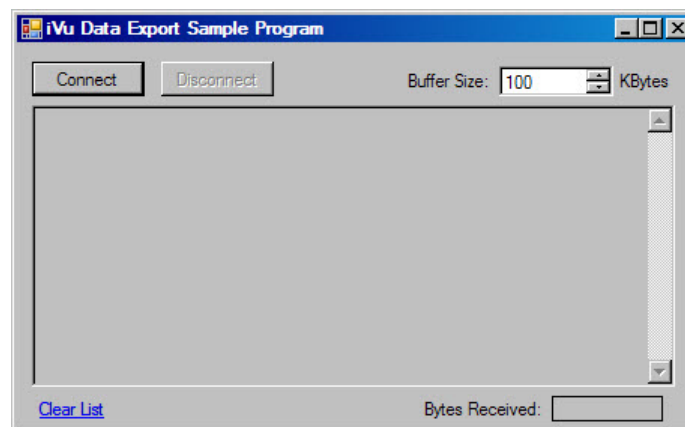 iVu Data Export Sample Program
Connect Disconnect Buffer Size: 100 KBytes
Clear List Bytes Received: